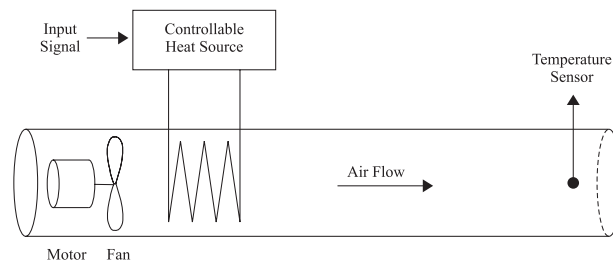 Input
Signal
Controllable
Heat Source
Temperature
Sensor
Air Flow
Motor
Fan